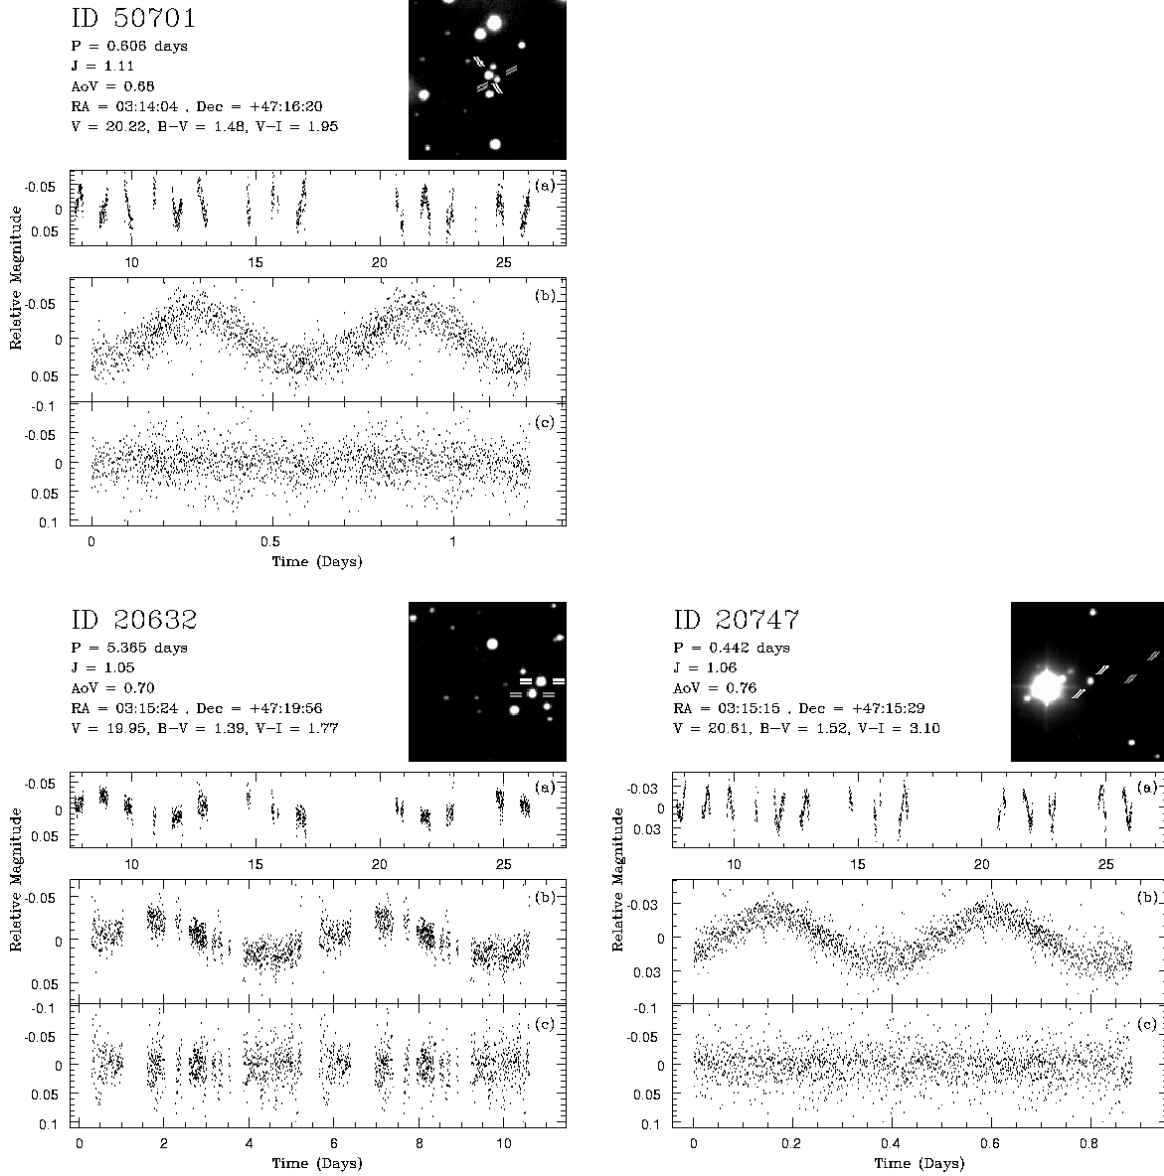 ID 50701
P = 0.606 days
J = 1.11
AoV = 0.68
RA = 03:14:04 , Dec = +47:16:20
V = 20.22, B-V = 1.48, V-I = 1.95
Relative Magnitude
-0.05
0
0.05
(a)
10 15 20 25
-0.05
0
0.05
(b)
-0.1
-0.05
0
0.05
0.1
(c)
0 0.5 1
Time (Days)
ID 20632
P = 5.365 days
J = 1.05
AoV = 0.70
RA = 03:15:24 , Dec = +47:19:56
V = 19.95, B-V = 1.39, V-I = 1.77
Relative Magnitude
-0.05
0
0.05
(a)
10 15 20 25
-0.05
0
0.05
(b)
-0.1
-0.05
0
0.05
0.1
(c)
0 2 4 6 8 10
Time (Days)
ID 20747
P = 0.442 days
J = 1.06
AoV = 0.76
RA = 03:15:15 , Dec = +47:15:29
V = 20.61, B-V = 1.52, V-I = 3.10
Relative Magnitude
-0.03
0
0.03
(a)
10 15 20 25
-0.03
0
0.03
(b)
-0.1
-0.05
0
0.05
0.1
(c)
0 0.2 0.4 0.6 0.8
Time (Days)